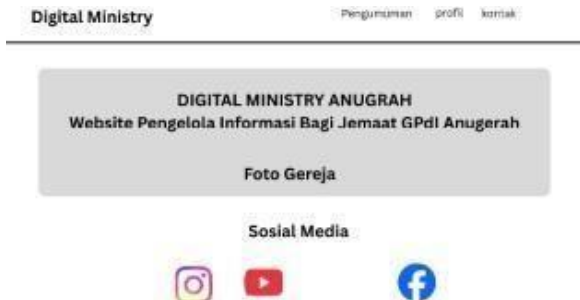 Digital Ministry
Pengumuman profil kontak
DIGITAL MINISTRY ANUGRAH
Website Pengelola Informasi Bagi Jemaat GPdI Anugerah
Foto Gereja
Sosial Media